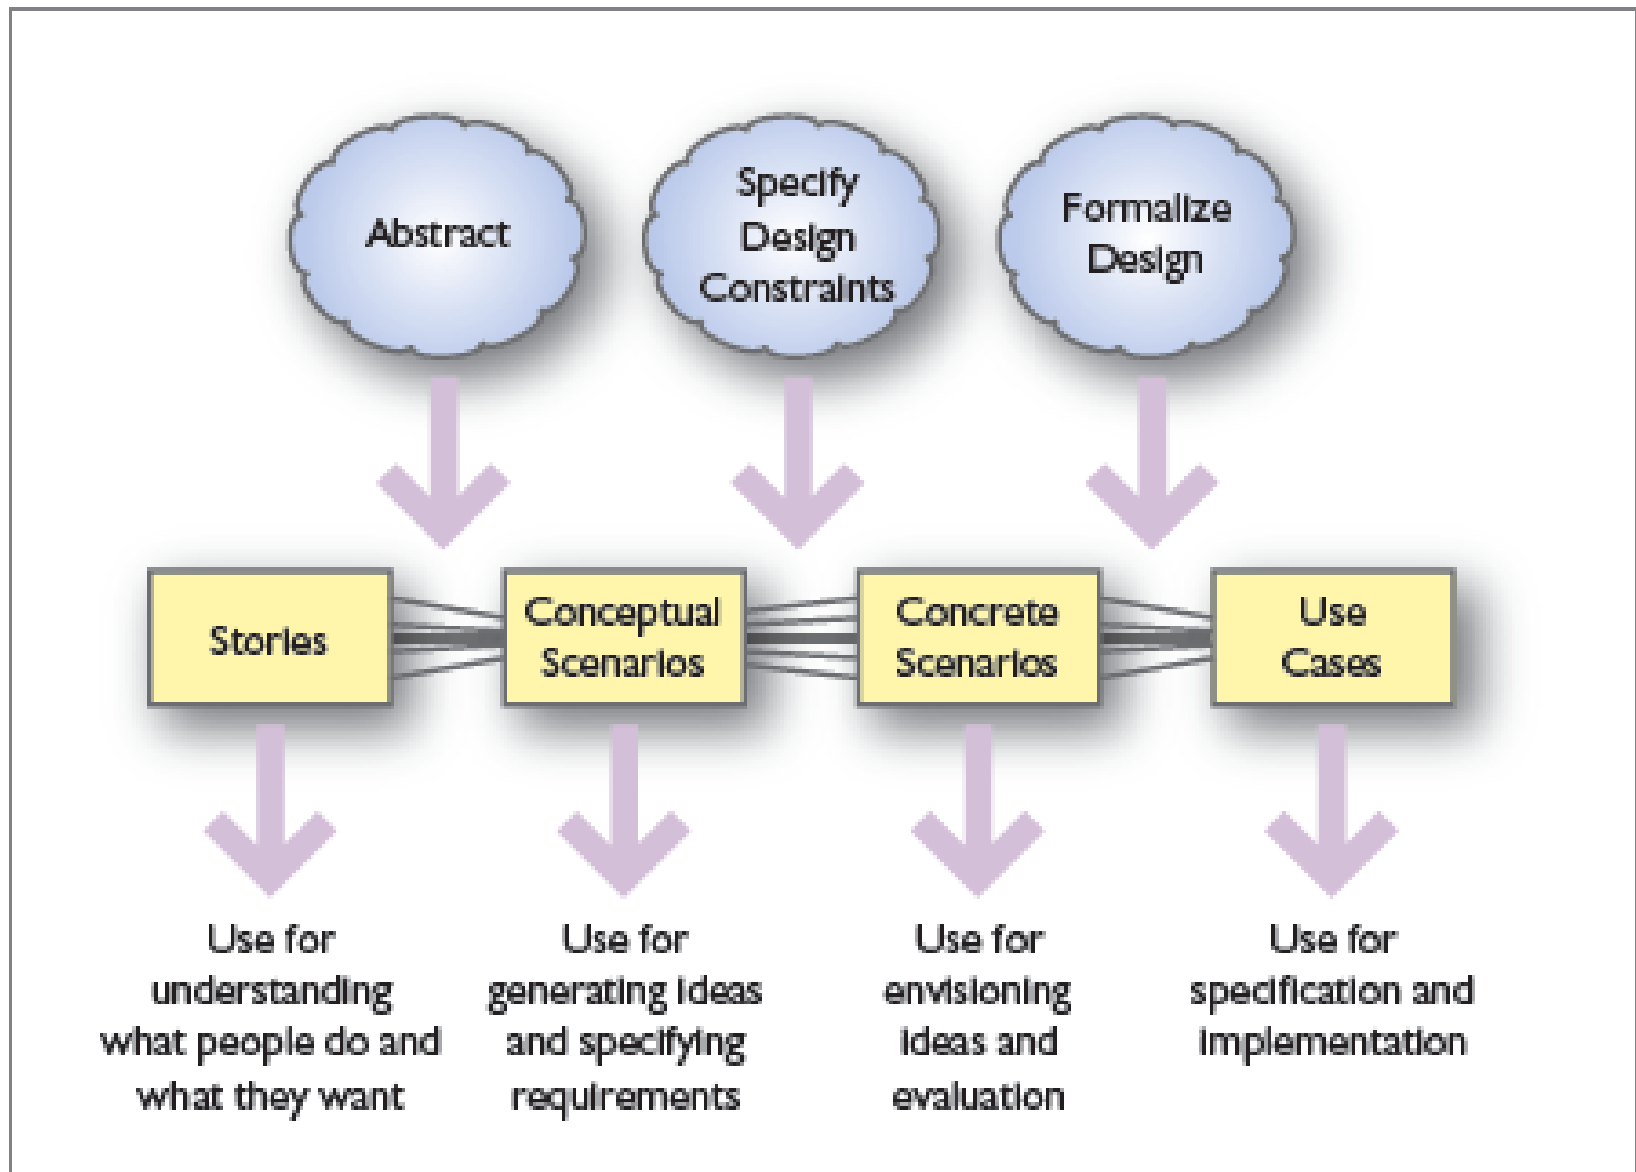 Abstract
Specify
Design
Constraints
Formalize
Design
Stories
Conceptual
Scenarios
Concrete
Scenarios
Use
Cases
Use for
understanding
what people do and
what they want
Use for
generating ideas
and specifying
requirements
Use for
envisioning
ideas and
evaluation
Use for
specification and
implementation